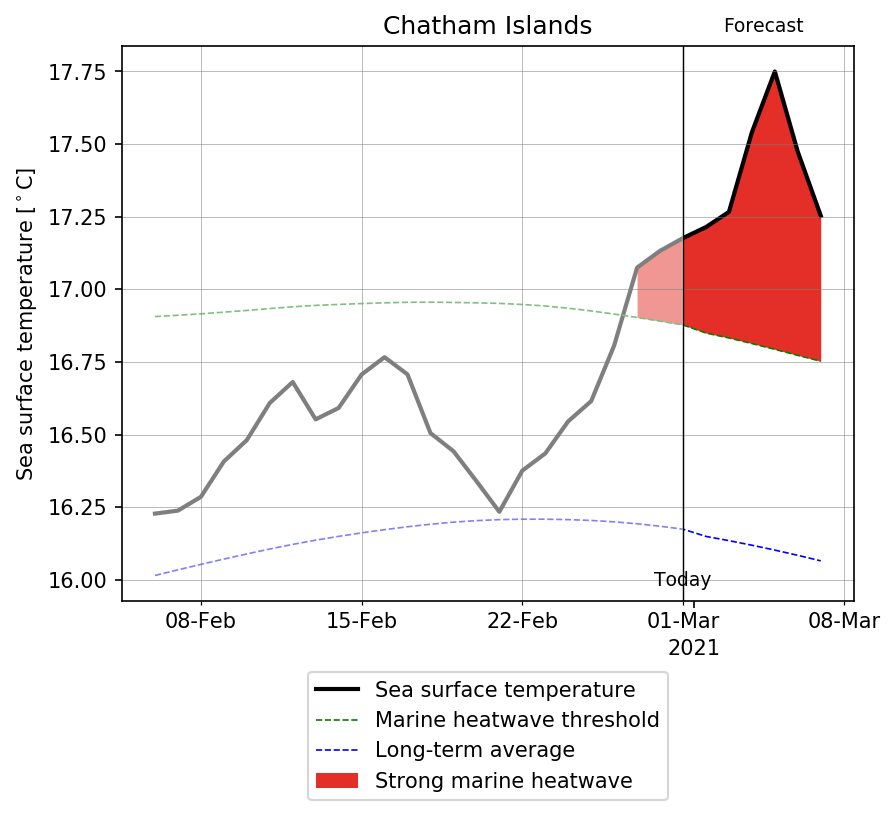 Chatham Islands
Forecast
Sea surface temperature [°C]
17.75
17.50
17.25
17.00
16.75
16.50
16.25
16.00
Today
08-Feb 15-Feb 22-Feb 01-Mar 08-Mar
2021
Sea surface temperature
Marine heatwave threshold
Long-term average
Strong marine heatwave